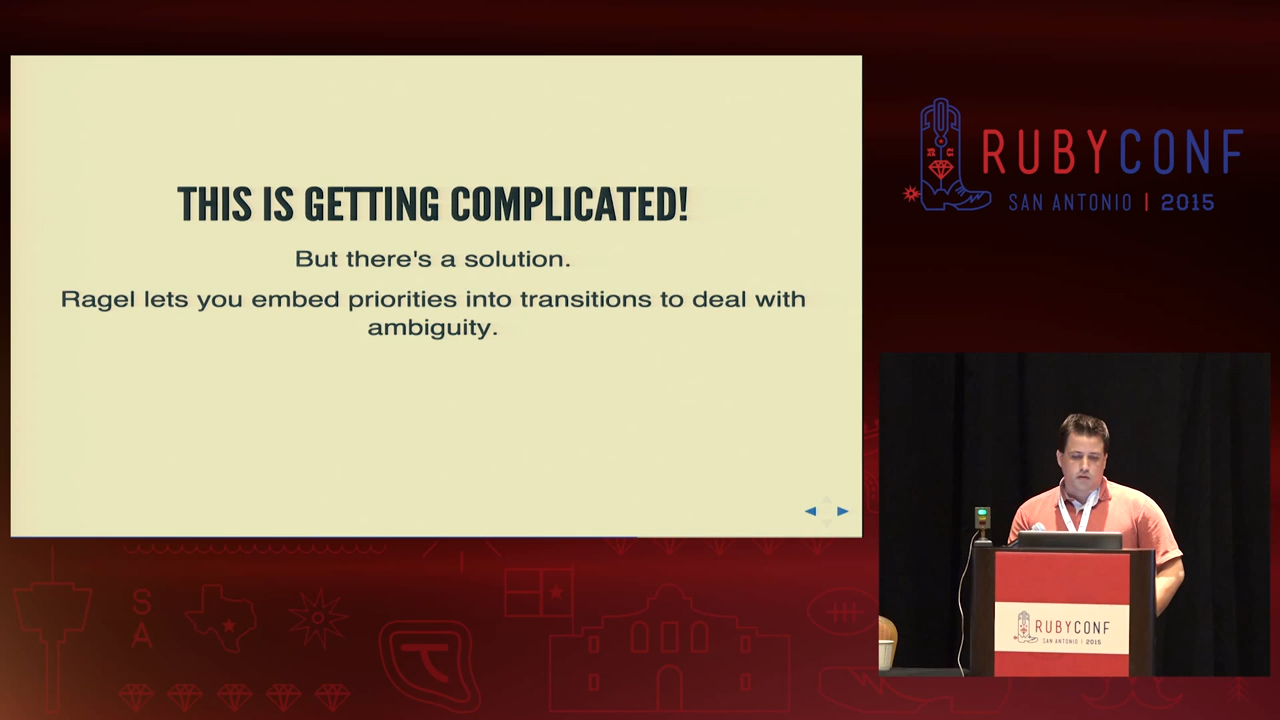 THIS IS GETTING COMPLICATED!
But there's a solution.
Ragel lets you embed priorities into transitions to deal with
ambiguity.
RUBYCONF
SAN ANTONIO | 2015
S
A
RUBYCONF
SAN ANTONIO | 2015